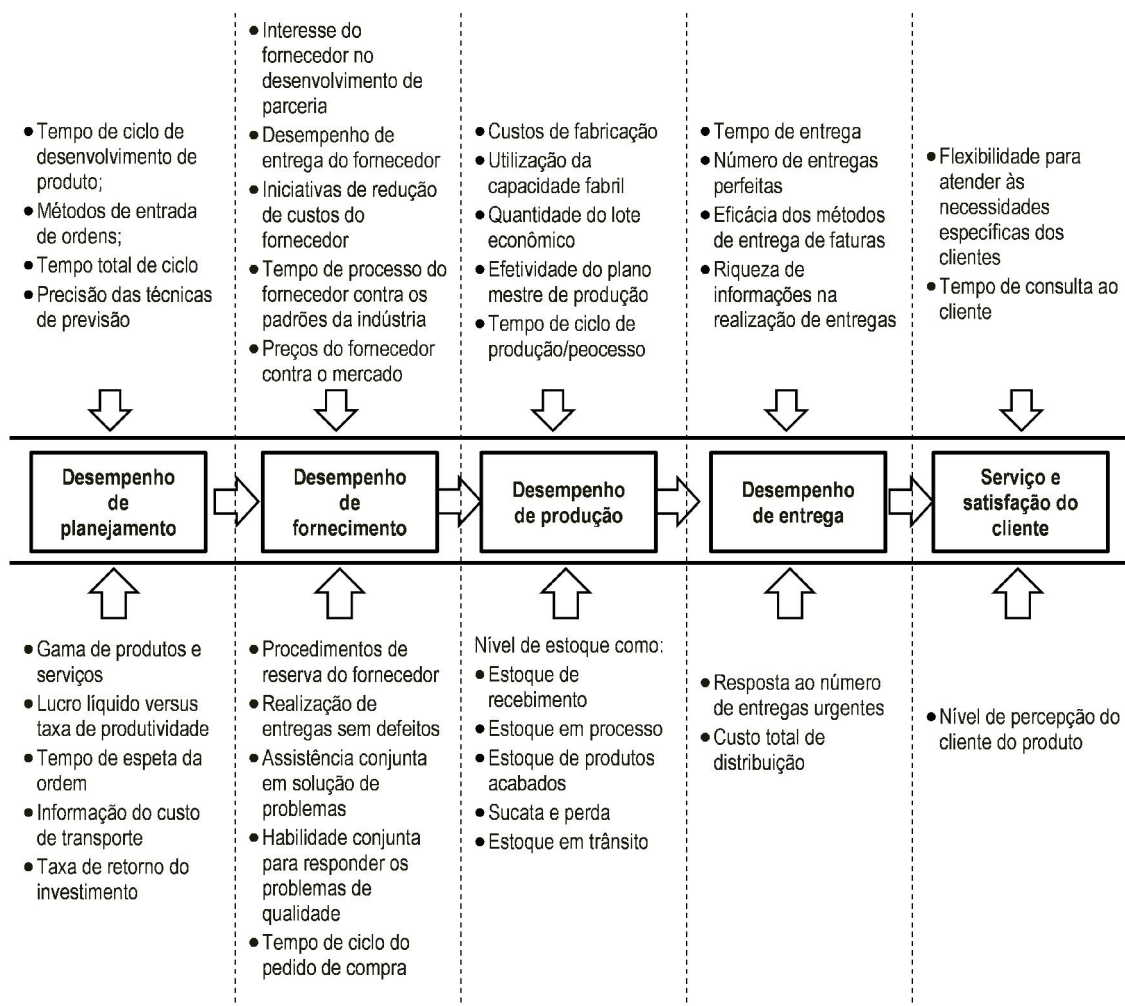 ● Tempo de ciclo de
desenvolvimento de
produto;
● Métodos de entrada
de ordens;
● Tempo total de ciclo
● Precisão das técnicas
de previsão
● Interesse do
fornecedor no
desenvolvimento de
parceria
● Desempenho de
entrega do fornecedor
● Iniciativas de redução
de custos do
fornecedor
● Tempo de processo do
fornecedor contra os
padrões da indústria
● Preços do fornecedor
contra o mercado
● Custos de fabricação
● Utilização da
capacidade fabril
● Quantidade do lote
econômico
● Efetividade do plano
mestre de produção
● Tempo de ciclo de
produção/peocesso
● Tempo de entrega
● Número de entregas
perfeitas
● Eficácia dos métodos
de entrega de faturas
● Riqueza de
informações na
realização de entregas
● Flexibilidade para
atender às
necessidades
específicas dos
clientes
● Tempo de consulta ao
cliente
Desempenho
de
planejamento
Desempenho
de
fornecimento
Desempenho
de produção
Desempenho
de entrega
Serviço e
satisfação do
cliente
● Gama de produtos e
serviços
● Lucro líquido versus
taxa de produtividade
● Tempo de espeta da
ordem
● Informação do custo
de transporte
● Taxa de retorno do
investimento
● Procedimentos de
reserva do fornecedor
● Realização de
entregas sem defeitos
● Assistência conjunta
em solução de
problemas
● Habilidade conjunta
para responder os
problemas de
qualidade
● Tempo de ciclo do
pedido de compra
Nível de estoque como:
● Estoque de
recebimento
● Estoque em processo
● Estoque de produtos
acabados
● Sucata e perda
● Estoque em trânsito
● Resposta ao número
de entregas urgentes
● Custo total de
distribuição
● Nível de percepção do
cliente do produto